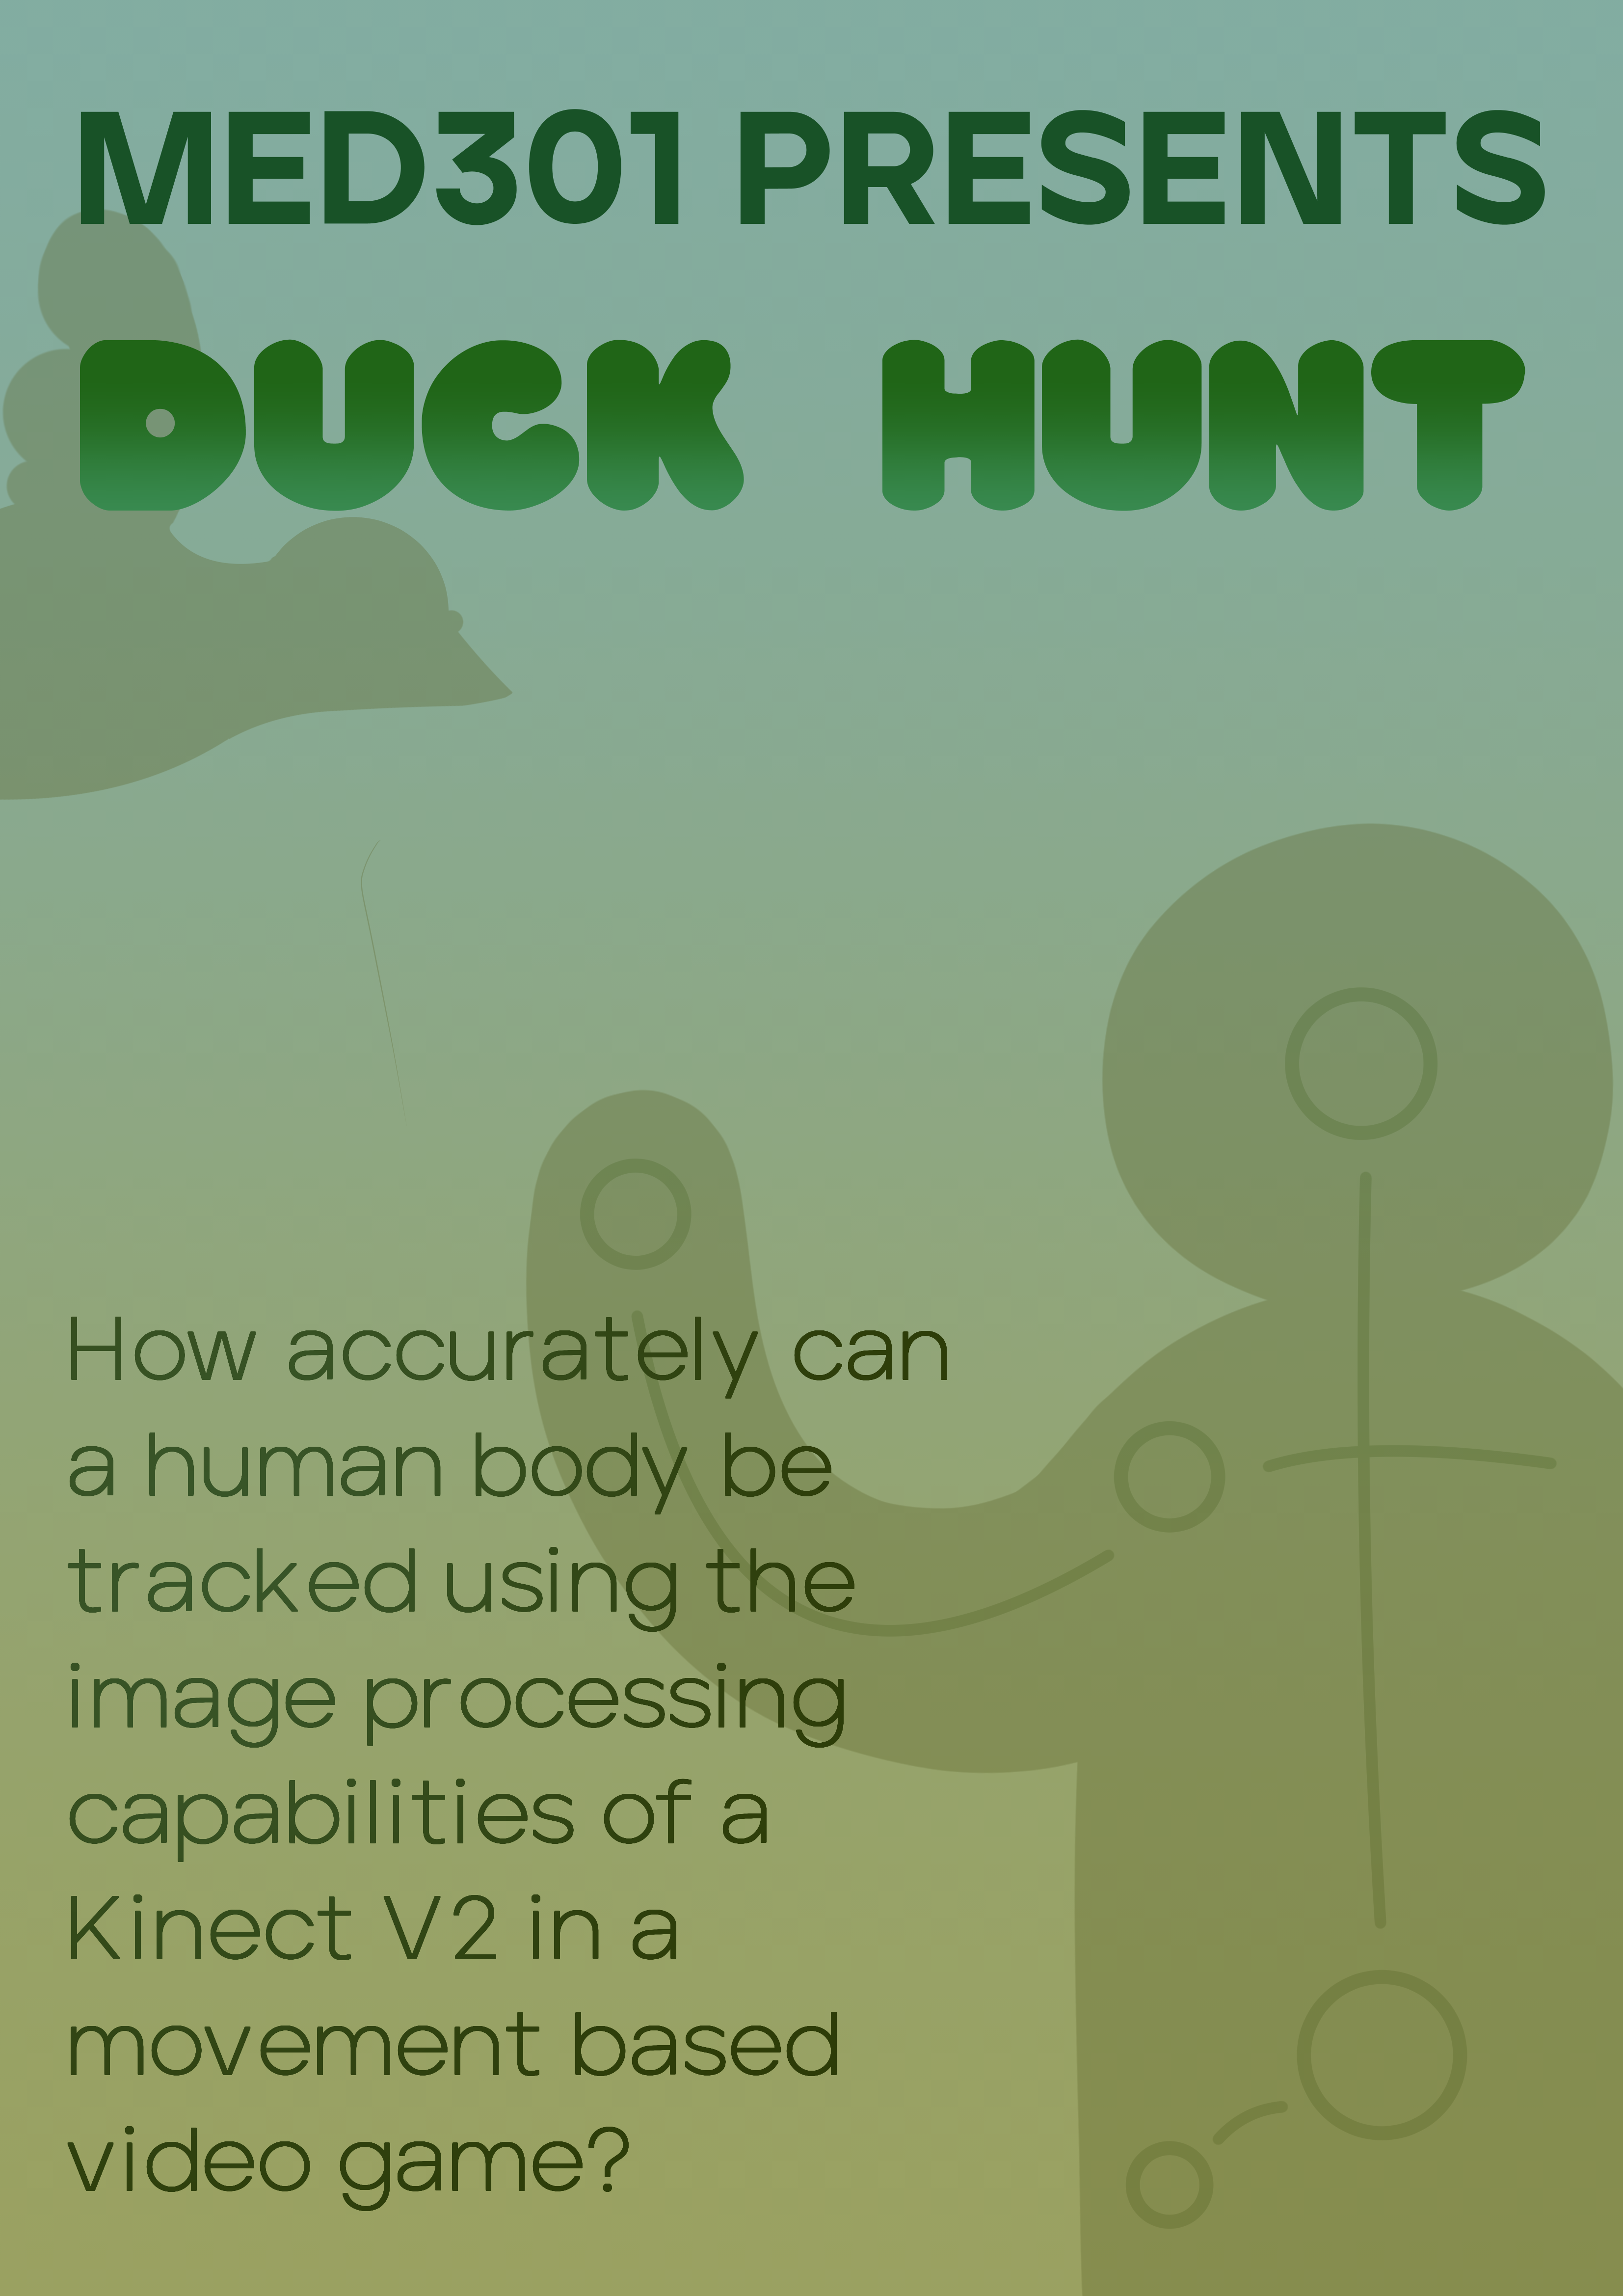 MED301 PRESENTS
DUCK HUNT
How accurately can
a human body be
tracked using the
image processing
capabilities of a
Kinect V2 in a
movement based
video game?